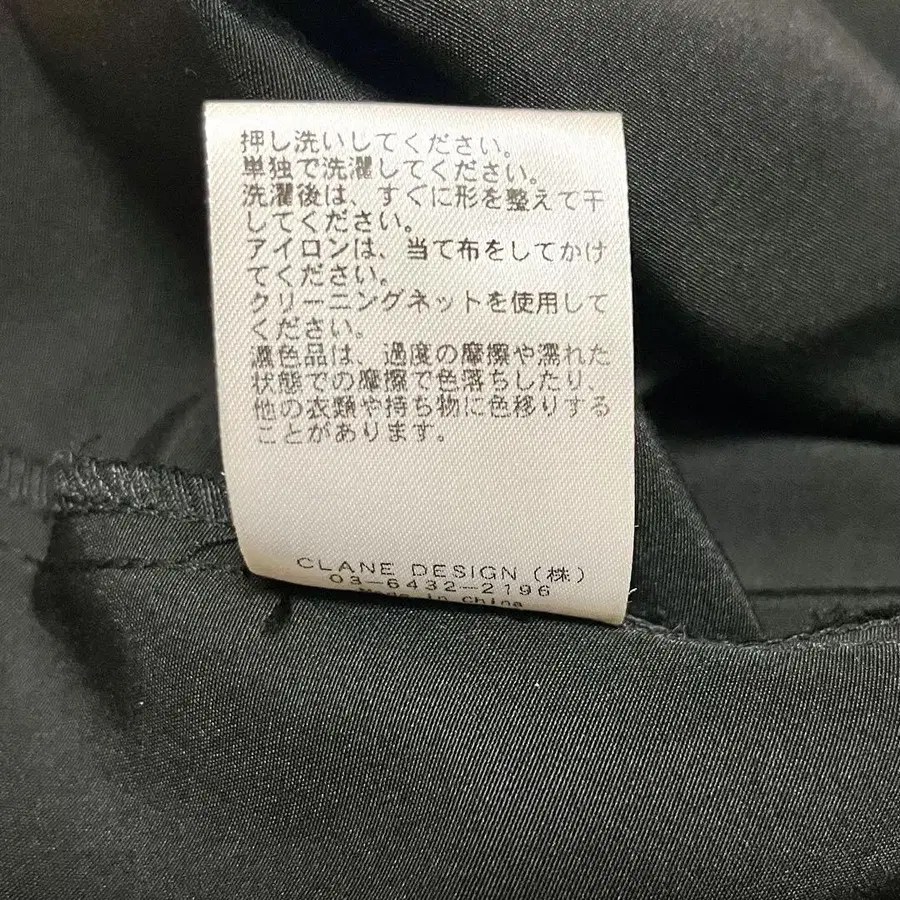 押し洗いしてください。
単独で洗濯してください。
洗濯後は、すぐに形を整えて干
してください。
アイロンは、当て布をしてかけ
てください。
クリーニングネットを使用して
ください。
濃色品は、過度の摩擦や濡れた
状態での摩擦で色落ちしたり、
他の衣類や持ち物に色移りする
ことがあります。
CLANE DESIGN (株)
03-6432-2196
Made in China